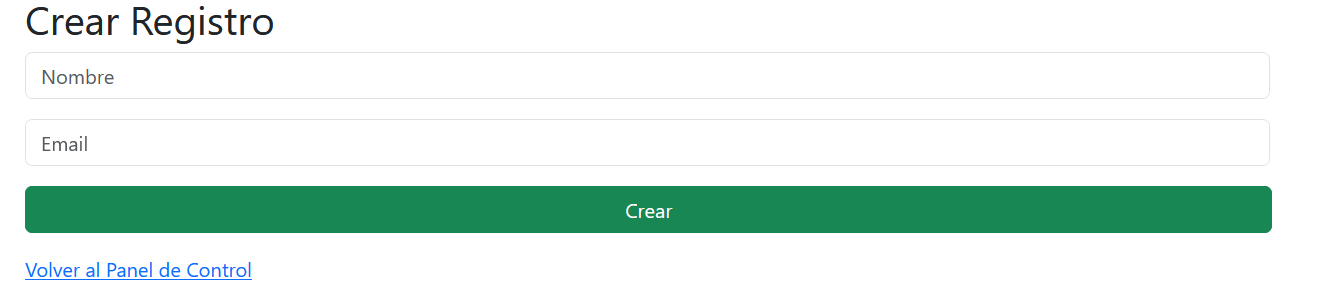 Crear Registro
Nombre
Email
Crear
Volver al Panel de Control